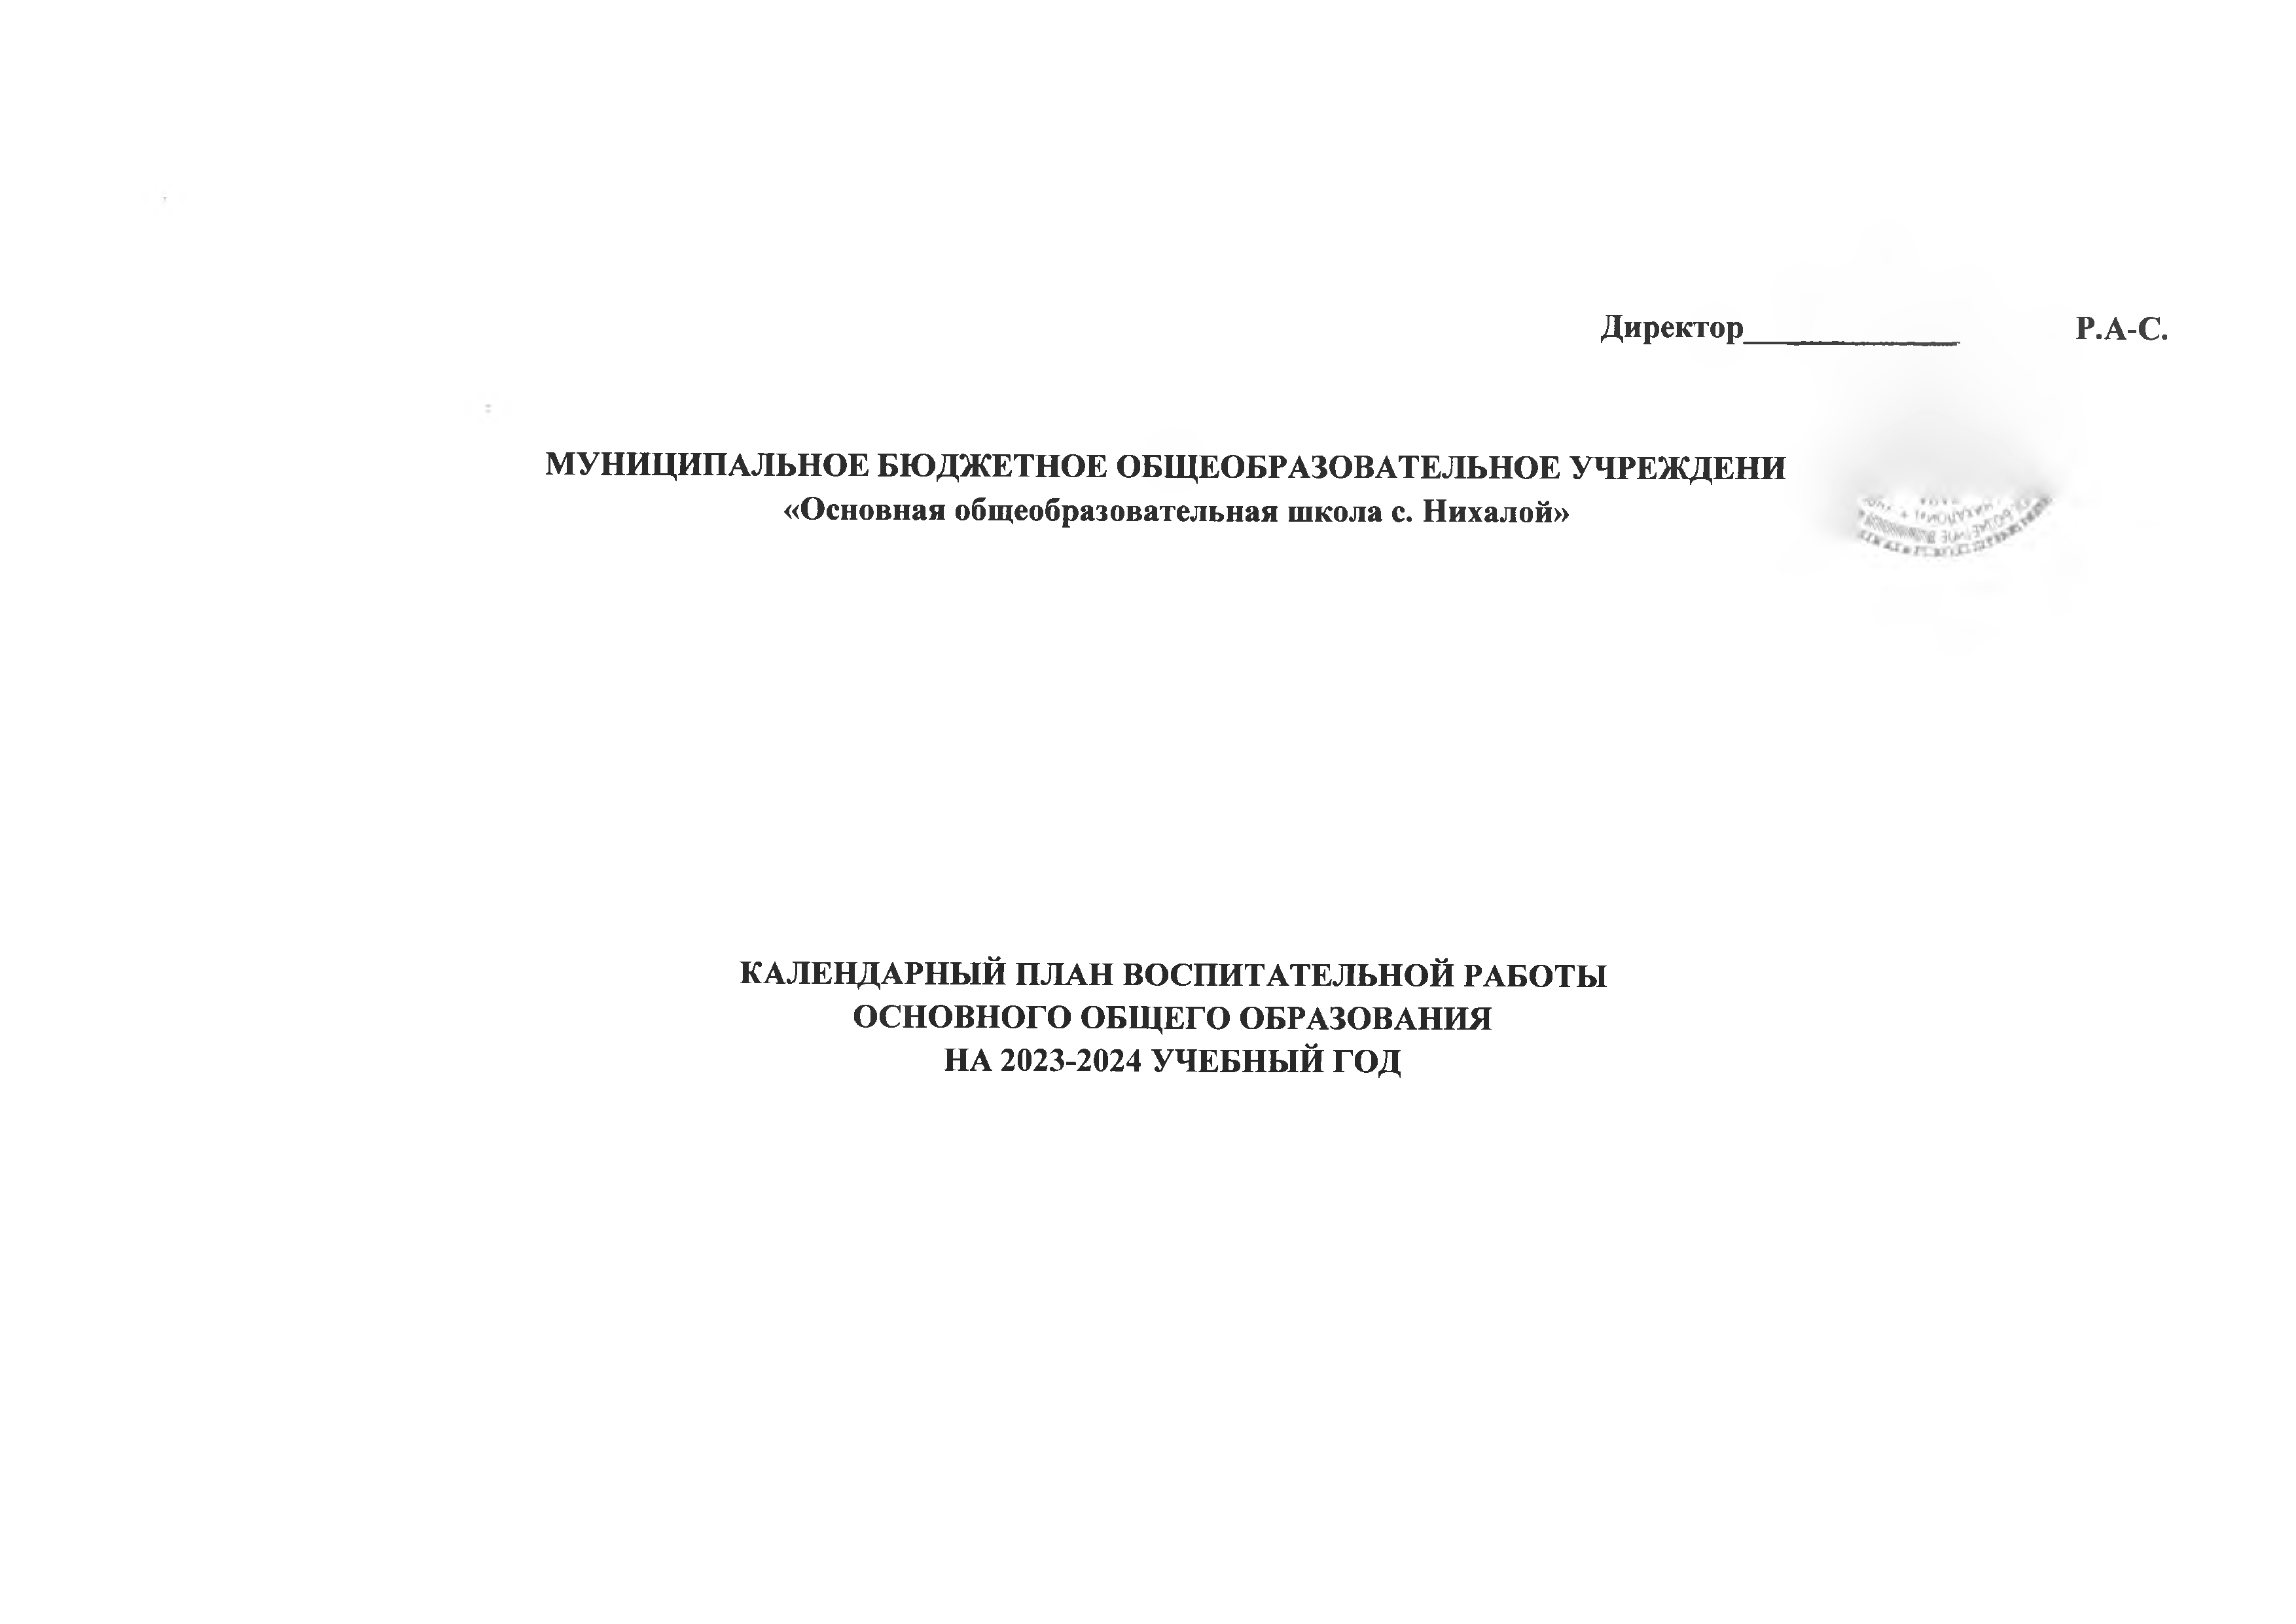 Директор_____________ Р.А-С.
МУНИЦИПАЛЬНОЕ БЮДЖЕТНОЕ ОБЩЕОБРАЗОВАТЕЛЬНОЕ УЧРЕЖДЕНИ
«Основная общеобразовательная школа с. Нихалой»
КАЛЕНДАРНЫЙ ПЛАН ВОСПИТАТЕЛЬНОЙ РАБОТЫ
ОСНОВНОГО ОБЩЕГО ОБРАЗОВАНИЯ
НА 2023-2024 УЧЕБНЫЙ ГОД